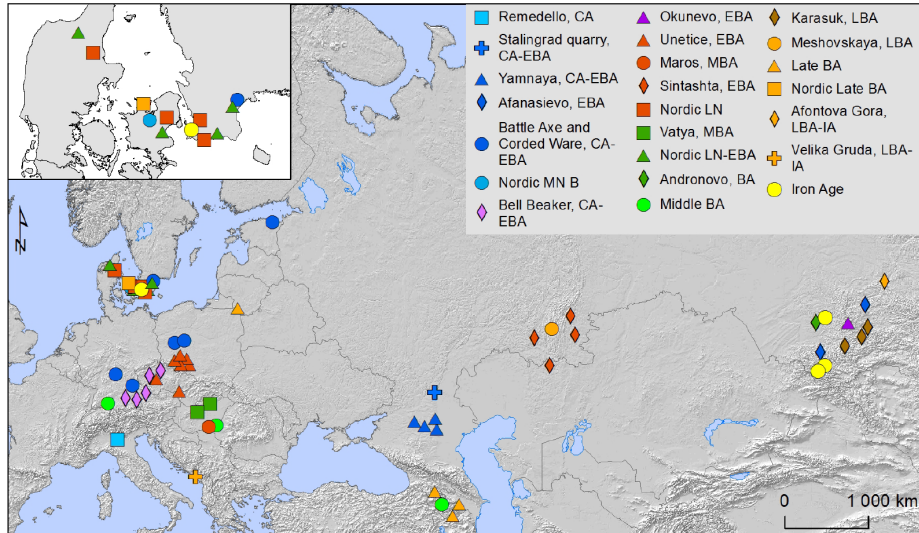 Remedello, CA
Stalingrad quarry,
CA-EBA
Yamnaya, CA-EBA
Afanasievo, EBA
Battle Axe and
Corded Ware, CA-
EBA
Nordic MN B
Bell Beaker, CA-
EBA
Okunevo, EBA
Unetice, EBA
Maros, MBA
Sintashta, EBA
Nordic LN
Vatya, MBA
Nordic LN-EBA
Andronovo, BA
Middle BA
Karasuk, LBA
Meshovskaya, LBA
Late BA
Nordic Late BA
Afontova Gora,
LBA-IA
Velika Gruda, LBA-
IA
Iron Age
N
0 1 000 km